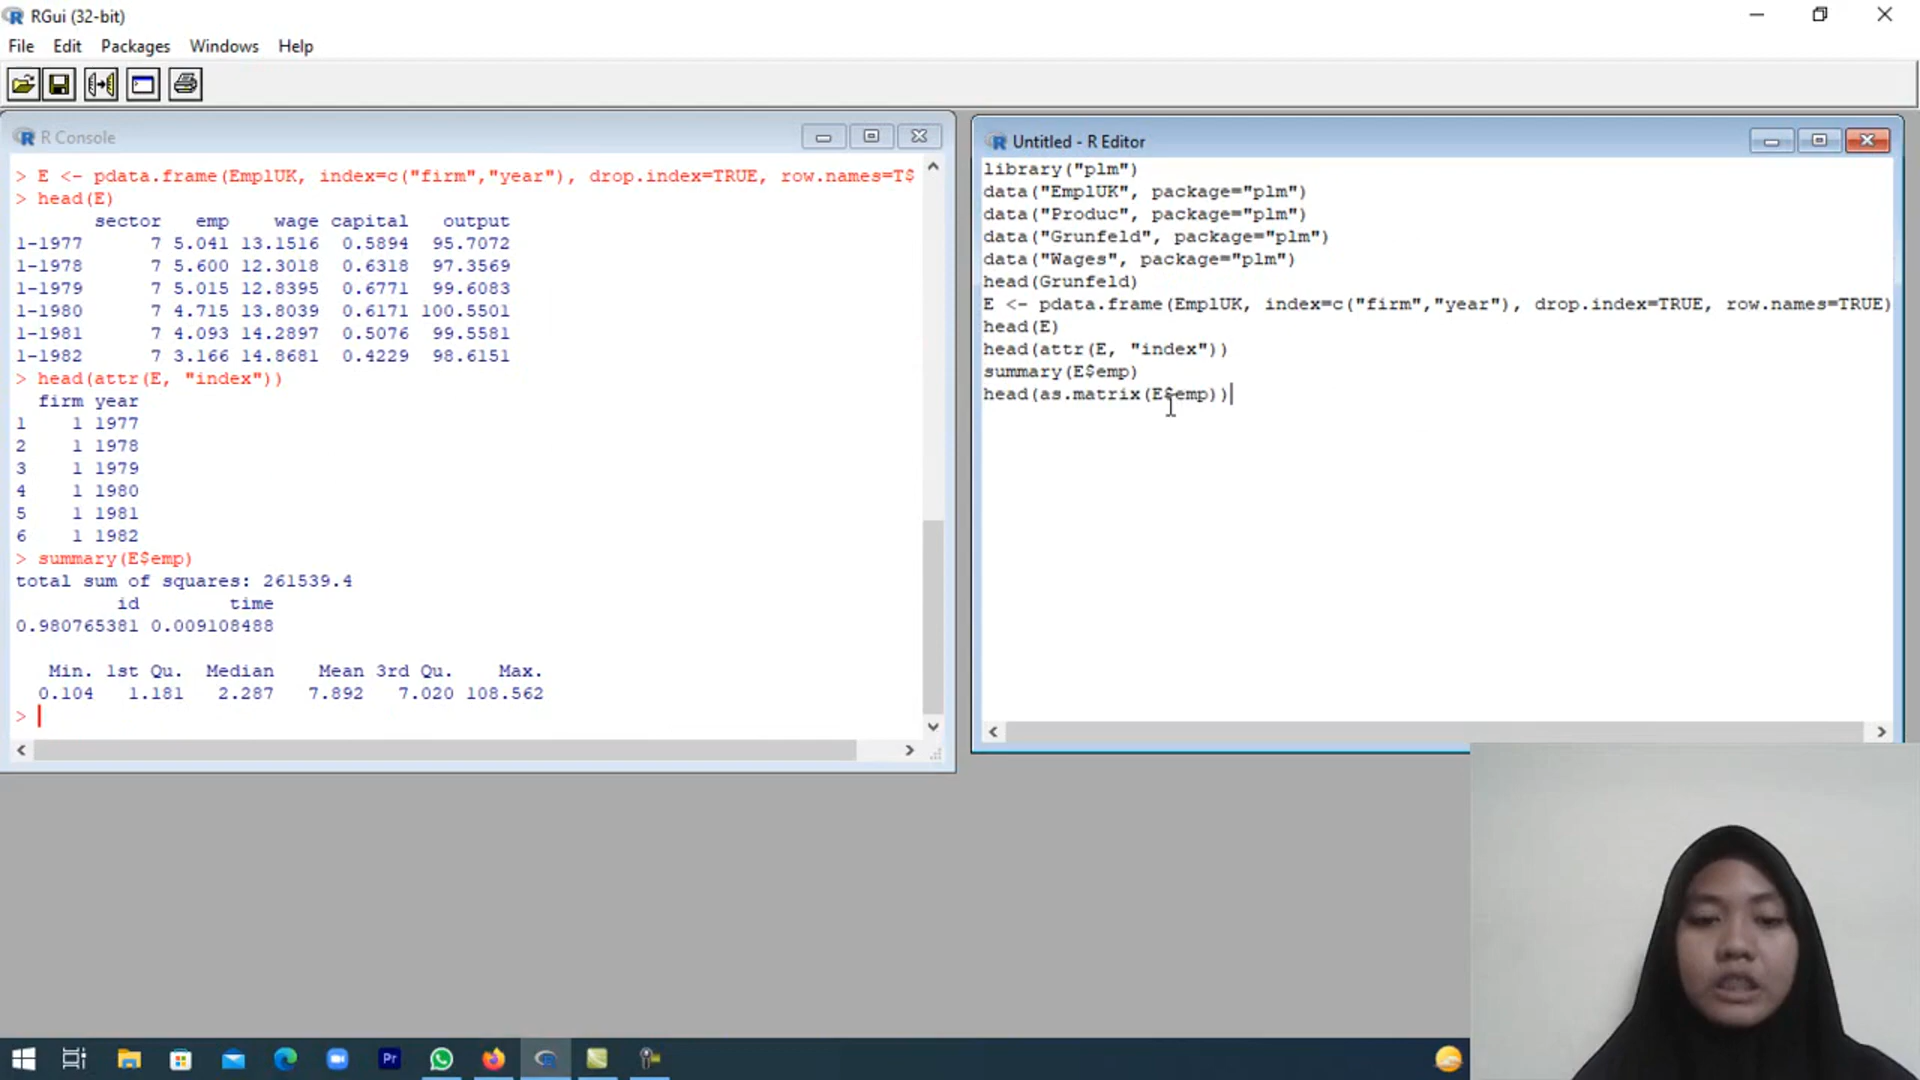 RGui (32-bit)
File Edit Packages Windows Help
R Console
> E <- pdata.frame(EmplUK, index=c("firm","year"), drop.index=TRUE, row.names=T$
> head(E)
sector emp wage capital output
1-1977 7 5.041 13.1516 0.5894 95.7072
1-1978 7 5.600 12.3018 0.6318 97.3569
1-1979 7 5.015 12.8395 0.6771 99.6083
1-1980 7 4.715 13.8039 0.6171 100.5501
1-1981 7 4.093 14.2897 0.5076 99.5581
1-1982 7 3.166 14.8681 0.4229 98.6151
> head(attr(E, "index"))
firm year
1 1 1977
2 1 1978
3 1 1979
4 1 1980
5 1 1981
6 1 1982
> summary(E$emp)
total sum of squares: 261539.4
id time
0.980765381 0.009108488
Min. 1st Qu. Median Mean 3rd Qu. Max.
0.104 1.181 2.287 7.892 7.020 108.562
>
Untitled - R Editor
library("plm")
data("EmplUK", package="plm")
data("Produc", package="plm")
data("Grunfeld", package="plm")
data("Wages", package="plm")
head(Grunfeld)
E <- pdata.frame(EmplUK, index=c("firm","year"), drop.index=TRUE, row.names=TRUE)
head(E)
head(attr(E, "index"))
summary(E$emp)
head(as.matrix(E$emp))
Pr